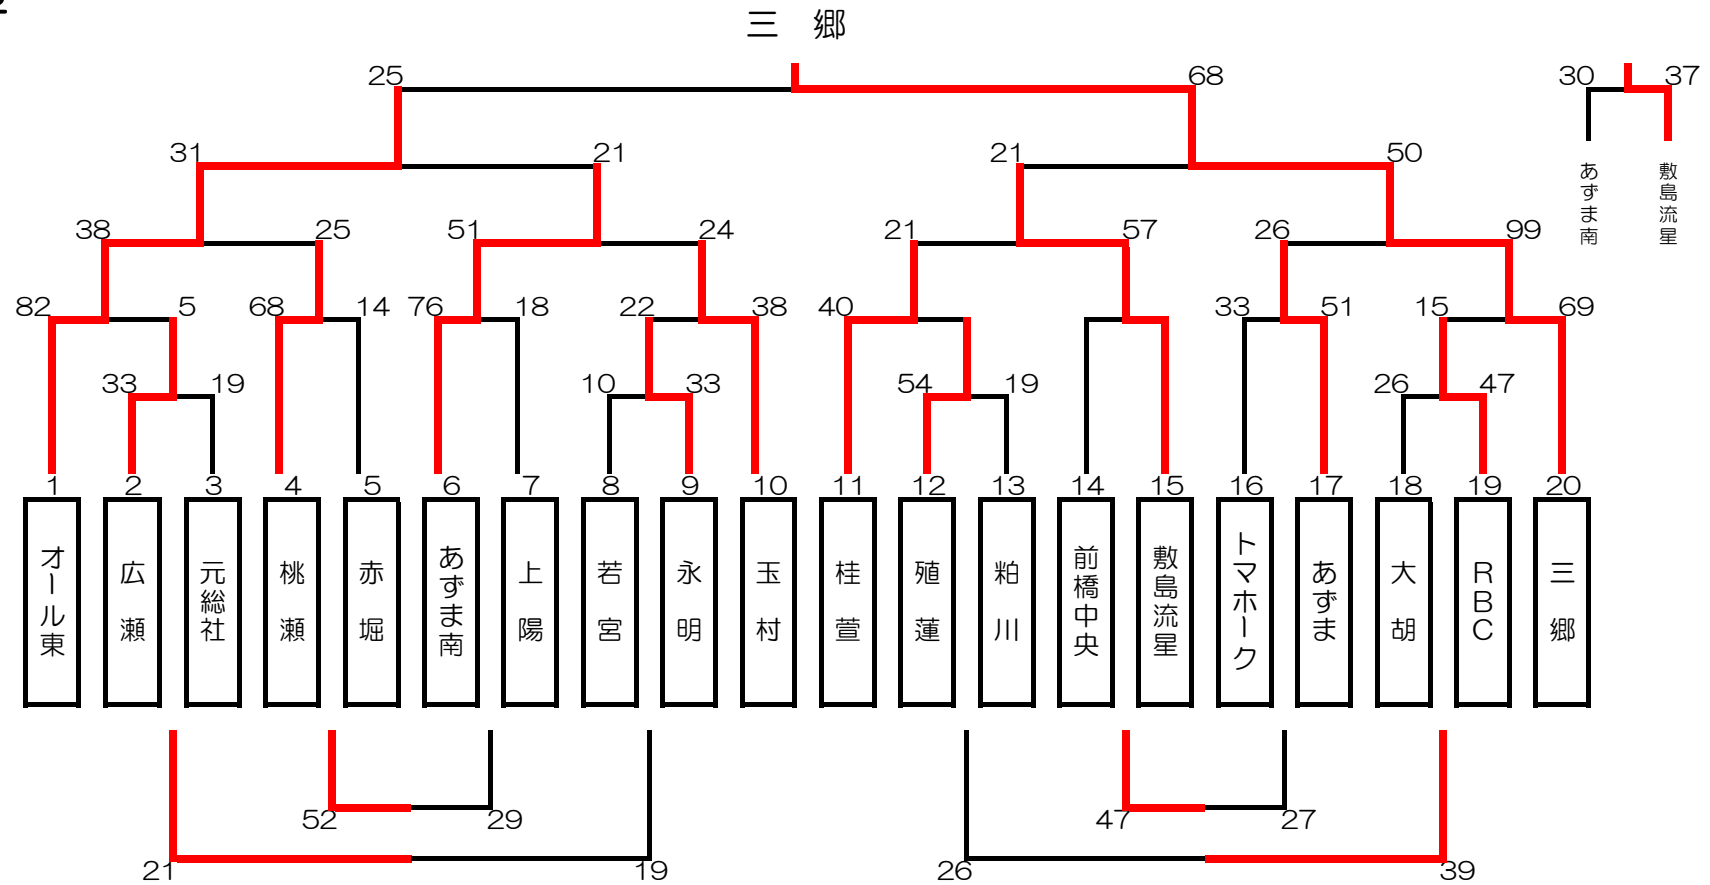 三 郷
25 68 30 37
31 21 21 50
あずま南 敷島流星
38 25 51 24 21 57 26 99
82 5 68 14 76 18 22 38 40 33 51 15 69
33 19 10 33 54 19 26 47
1 2 3 4 5 6 7 8 9 10 11 12 13 14 15 16 17 18 19 20
オール東
広瀬
元総社
桃瀬
赤堀
あずま南
上陽
若宮
永明
玉村
桂萱
殖蓮
粕川
前橋中央
敷島流星
トマホーク
あずま
大胡
RBC
三郷
52 29 47 27
21 19 26 39